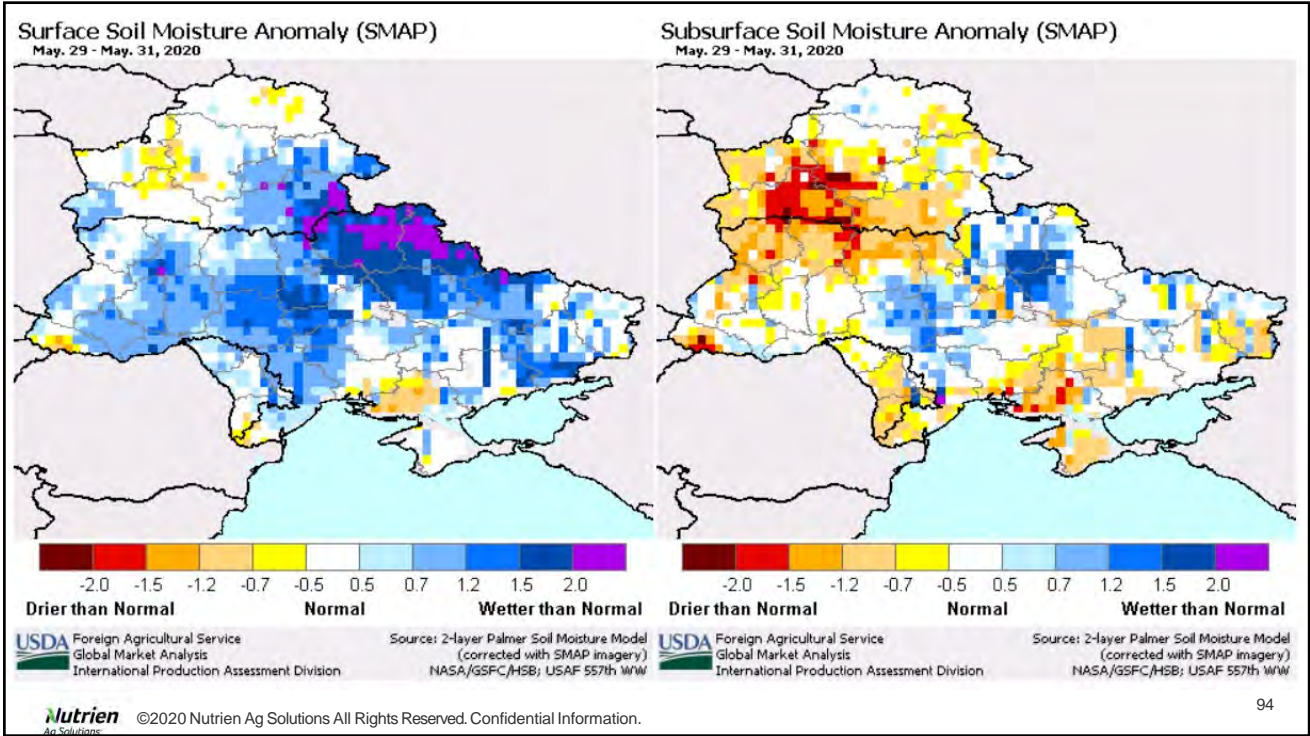 Surface Soil Moisture Anomaly (SMAP)
May. 29 - May. 31, 2020
-2.0 -1.5 -1.2 -0.7 -0.5 0.5 0.7 1.2 1.5 2.0
Drier than Normal Normal Wetter than Normal
USDA Foreign Agricultural Service
Global Market Analysis
International Production Assessment Division
Source: 2-layer Palmer Soil Moisture Model
(corrected with SMAP imagery)
NASA/GSFC/HSB; USAF 557th WW
Subsurface Soil Moisture Anomaly (SMAP)
May. 29 - May. 31, 2020
-2.0 -1.5 -1.2 -0.7 -0.5 0.5 0.7 1.2 1.5 2.0
Drier than Normal Normal Wetter than Normal
USDA Foreign Agricultural Service
Global Market Analysis
International Production Assessment Division
Source: 2-layer Palmer Soil Moisture Model
(corrected with SMAP imagery)
NASA/GSFC/HSB; USAF 557th WW
Nutrien
Ag Solutions
©2020 Nutrien Ag Solutions All Rights Reserved. Confidential Information.
94